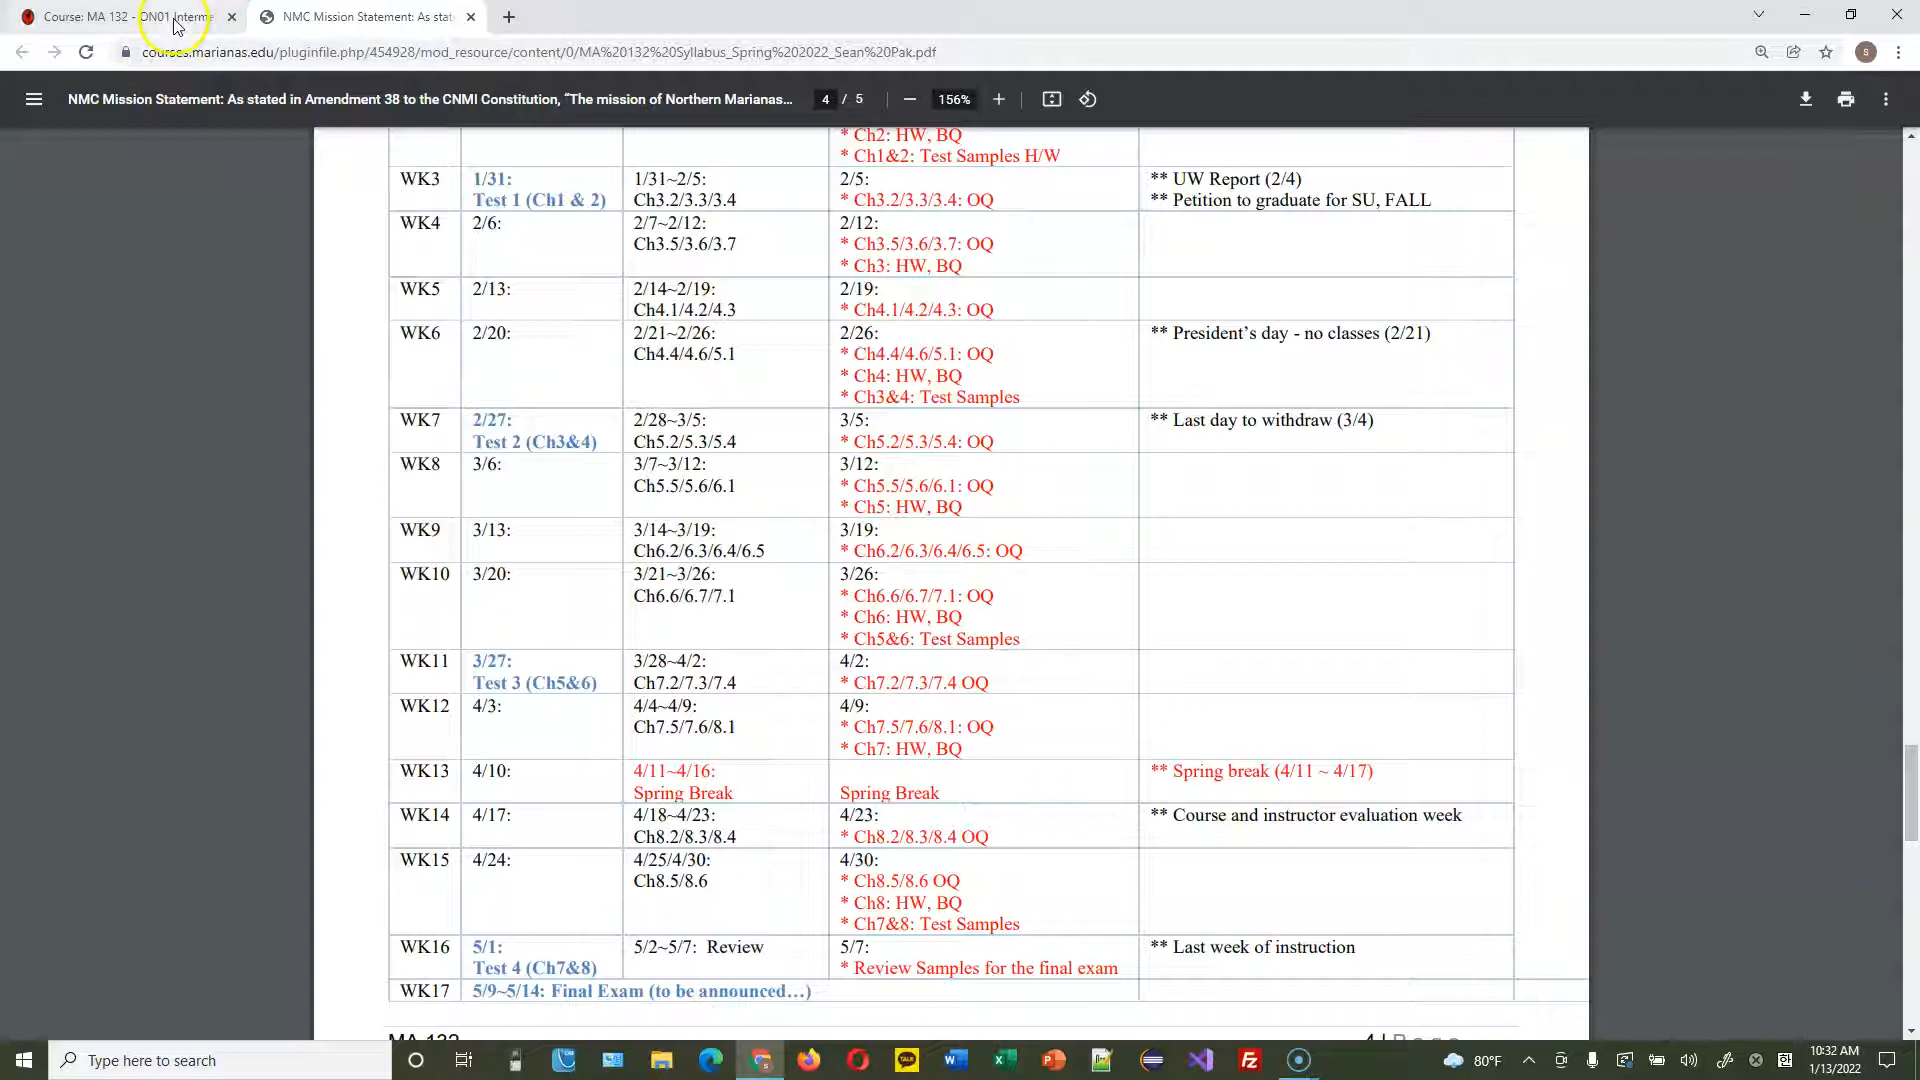 Course: MA 132 - ON01 Interme
NMC Mission Statement: As stat
courses.marianas.edu/pluginfile.php/454928/mod_resource/content/0/MA%20132%20Syllabus_Spring%202022_Sean%20Pak.pdf
S
NMC Mission Statement: As stated in Amendment 38 to the CNMI Constitution, “The mission of Northern Marianas...
4 / 5
156%
* Ch2: HW, BQ
* Ch1&2: Test Samples H/W
WK3 1/31: 1/31~2/5: 2/5: ** UW Report (2/4)
Test 1 (Ch1 & 2) Ch3.2/3.3/3.4 * Ch3.2/3.3/3.4: OQ ** Petition to graduate for SU, FALL
WK4 2/6: 2/7~2/12: 2/12:
Ch3.5/3.6/3.7 * Ch3.5/3.6/3.7: OQ
* Ch3: HW, BQ
WK5 2/13: 2/14~2/19: 2/19:
Ch4.1/4.2/4.3 * Ch4.1/4.2/4.3: OQ
WK6 2/20: 2/21~2/26: 2/26: ** President’s day - no classes (2/21)
Ch4.4/4.6/5.1 * Ch4.4/4.6/5.1: OQ
* Ch4: HW, BQ
* Ch3&4: Test Samples
WK7 2/27: 2/28~3/5: 3/5: ** Last day to withdraw (3/4)
Test 2 (Ch3&4) Ch5.2/5.3/5.4 * Ch5.2/5.3/5.4: OQ
WK8 3/6: 3/7~3/12: 3/12:
Ch5.5/5.6/6.1 * Ch5.5/5.6/6.1: OQ
* Ch5: HW, BQ
WK9 3/13: 3/14~3/19: 3/19:
Ch6.2/6.3/6.4/6.5 * Ch6.2/6.3/6.4/6.5: OQ
WK10 3/20: 3/21~3/26: 3/26:
Ch6.6/6.7/7.1 * Ch6.6/6.7/7.1: OQ
* Ch6: HW, BQ
* Ch5&6: Test Samples
WK11 3/27: 3/28~4/2: 4/2:
Test 3 (Ch5&6) Ch7.2/7.3/7.4 * Ch7.2/7.3/7.4 OQ
WK12 4/3: 4/4~4/9: 4/9:
Ch7.5/7.6/8.1 * Ch7.5/7.6/8.1: OQ
* Ch7: HW, BQ
WK13 4/10: 4/11~4/16: ** Spring break (4/11 ~ 4/17)
Spring Break Spring Break
WK14 4/17: 4/18~4/23: 4/23: ** Course and instructor evaluation week
Ch8.2/8.3/8.4 * Ch8.2/8.3/8.4 OQ
WK15 4/24: 4/25/4/30: 4/30:
Ch8.5/8.6 * Ch8.5/8.6 OQ
* Ch8: HW, BQ
* Ch7&8: Test Samples
WK16 5/1: 5/2~5/7: Review 5/7: ** Last week of instruction
Test 4 (Ch7&8) * Review Samples for the final exam
WK17 5/9~5/14: Final Exam (to be announced…)
MA 132 4 | Page
Type here to search
TALK
80°F
한
10:32 AM
1/13/2022